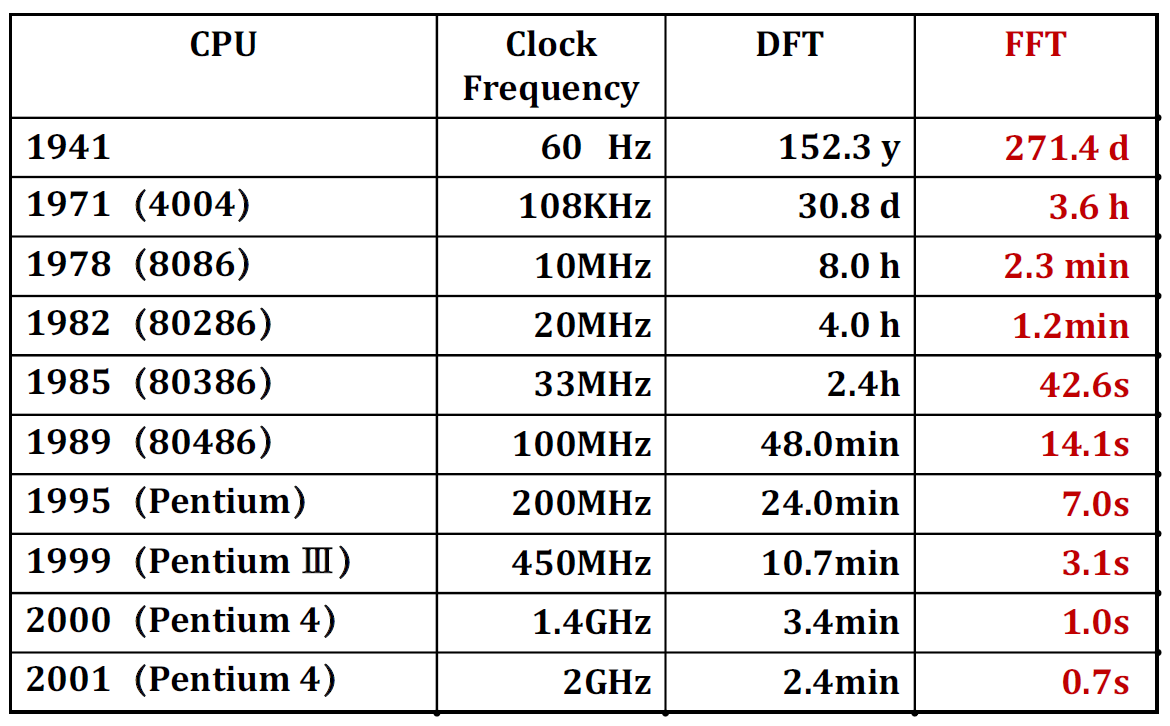 CPU Clock Frequency DFT FFT
1941 60 Hz 152.3 y 271.4 d
1971 (4004) 108KHz 30.8 d 3.6 h
1978 (8086) 10MHz 8.0 h 2.3 min
1982 (80286) 20MHz 4.0 h 1.2min
1985 (80386) 33MHz 2.4h 42.6s
1989 (80486) 100MHz 48.0min 14.1s
1995 (Pentium) 200MHz 24.0min 7.0s
1999 (Pentium Ⅲ) 450MHz 10.7min 3.1s
2000 (Pentium 4) 1.4GHz 3.4min 1.0s
2001 (Pentium 4) 2GHz 2.4min 0.7s